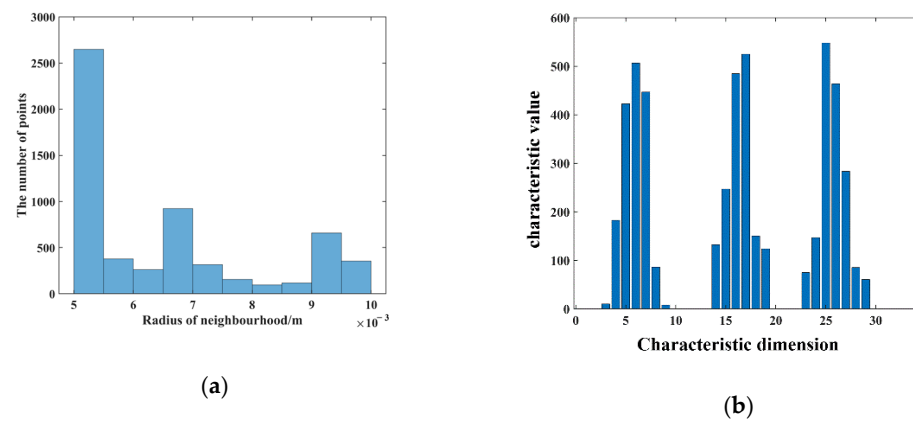 3000
2500
2000
1500
1000
500
0
The number of points
5 6 7 8 9 10
Radius of neighbourhood/m
×10⁻³
(a)
600
500
400
300
200
100
0
characteristic value
0 5 10 15 20 25 30
Characteristic dimension
(b)